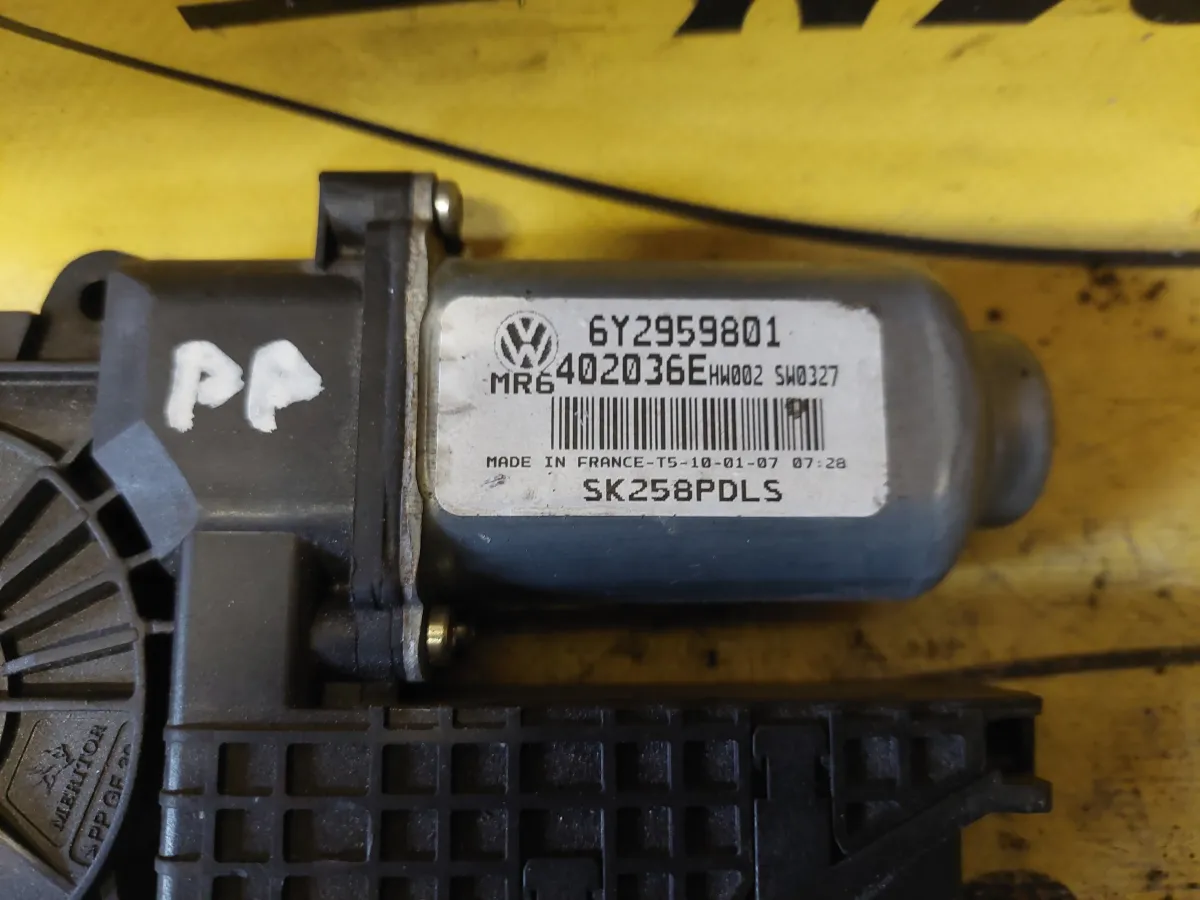 6Y2959801
MR6 402036E HW002 SW0327
MADE IN FRANCE-T5-10-01-07 07:28
SK258PDLS
PP
MERITOR